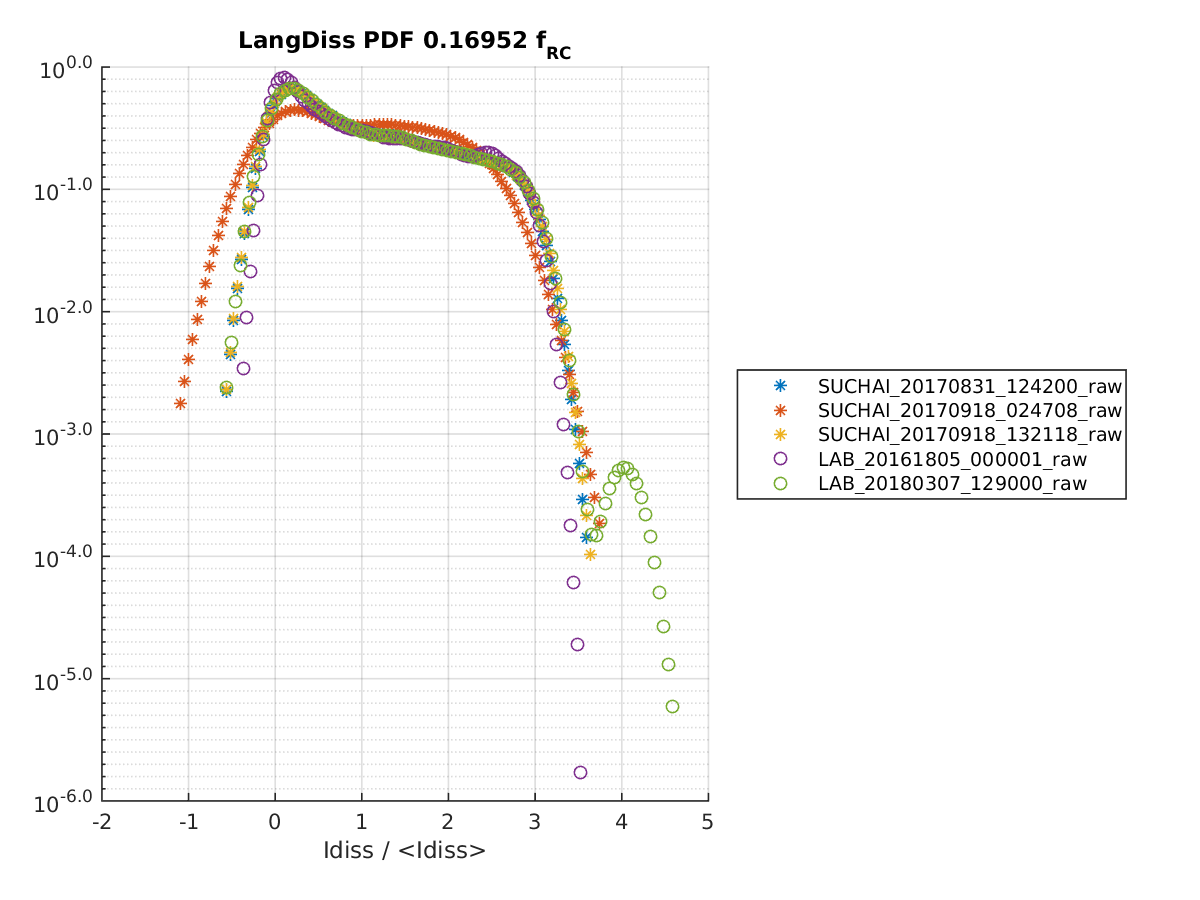 LangDiss PDF 0.16952 f_RC
10^0.0
10^-1.0
10^-2.0
10^-3.0
10^-4.0
10^-5.0
10^-6.0
-2 -1 0 1 2 3 4 5
Idiss / <Idiss>
SUCHAI_20170831_124200_raw
SUCHAI_20170918_024708_raw
SUCHAI_20170918_132118_raw
LAB_20161805_000001_raw
LAB_20180307_129000_raw